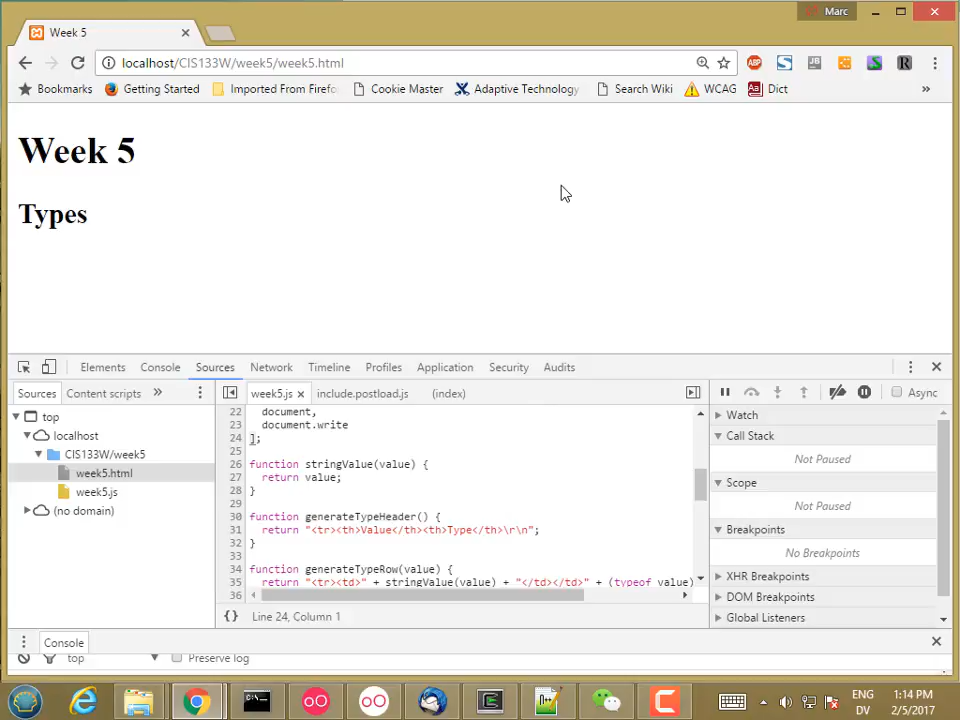 Marc
Week 5
localhost/CIS133W/week5/week5.html
ABP
JB
R
Bookmarks
Getting Started
Imported From Firefo
Cookie Master
Adaptive Technology
Search Wiki
WCAG
Aa Dict
»
Week 5
Types
Elements Console Sources Network Timeline Profiles Application Security Audits
Sources Content scripts »
week5.js × include.postload.js (index)
Async
top
localhost
CIS133W/week5
week5.html
week5.js
(no domain)
22 document,
23 document.write
24 ];
25
26 function stringValue(value) {
27 return value;
28 }
29
30 function generateTypeHeader() {
31 return "<tr><th>Value</th><th>Type</th>\r\n";
32 }
33
34 function generateTypeRow(value) {
35 return "<tr><td>" + stringValue(value) + "</td></td>" + (typeof value)
36
{} Line 24, Column 1
Watch
Call Stack
Not Paused
Scope
Not Paused
Breakpoints
No Breakpoints
XHR Breakpoints
DOM Breakpoints
Global Listeners
Console
top
Preserve log
ENG
DV
1:14 PM
2/5/2017